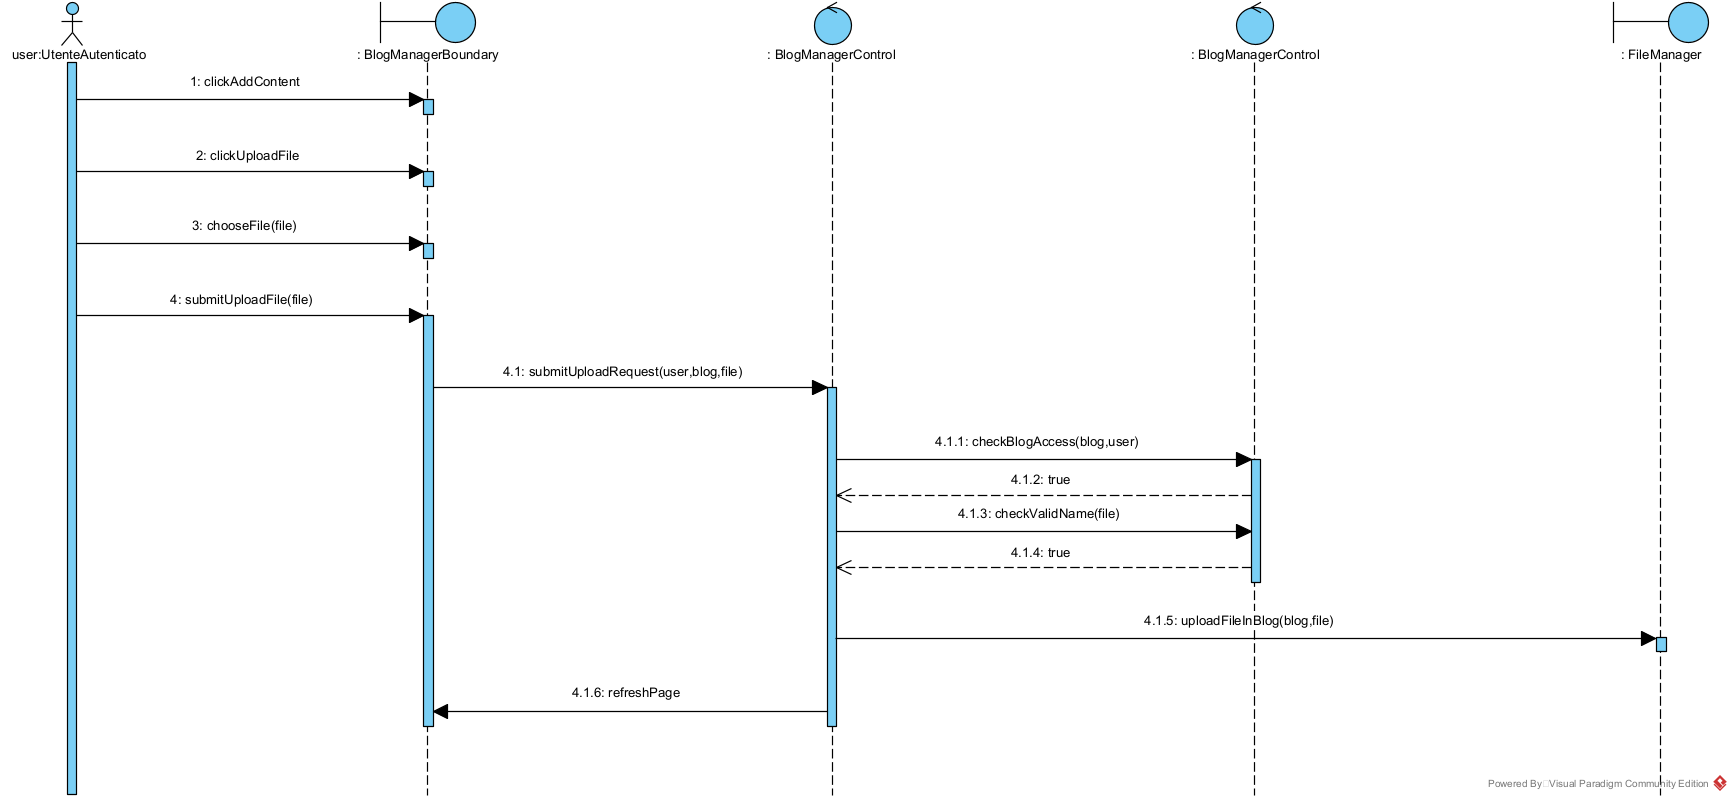 user:UtenteAutenticato
: BlogManagerBoundary
: BlogManagerControl
: BlogManagerControl
: FileManager
1: clickAddContent
2: clickUploadFile
3: chooseFile(file)
4: submitUploadFile(file)
4.1: submitUploadRequest(user,blog,file)
4.1.1: checkBlogAccess(blog,user)
4.1.2: true
4.1.3: checkValidName(file)
4.1.4: true
4.1.5: uploadFileInBlog(blog,file)
4.1.6: refreshPage
Powered By Visual Paradigm Community Edition